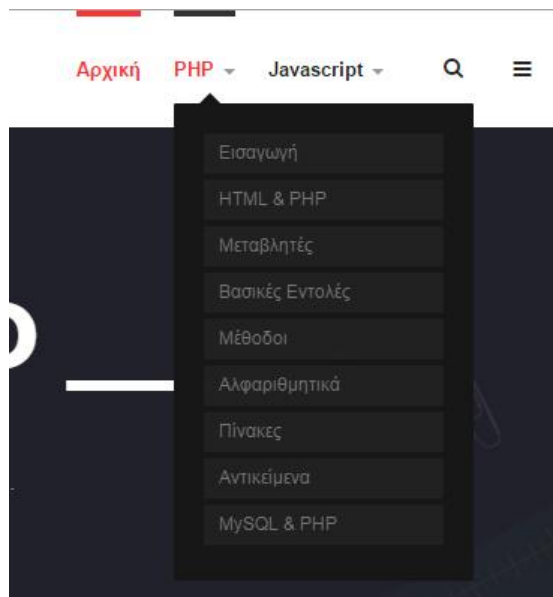 Αρχική PHP Javascript
Εισαγωγή
HTML & PHP
Μεταβλητές
Βασικές Εντολές
Μέθοδοι
Αλφαριθμητικά
Πίνακες
Αντικείμενα
MySQL & PHP